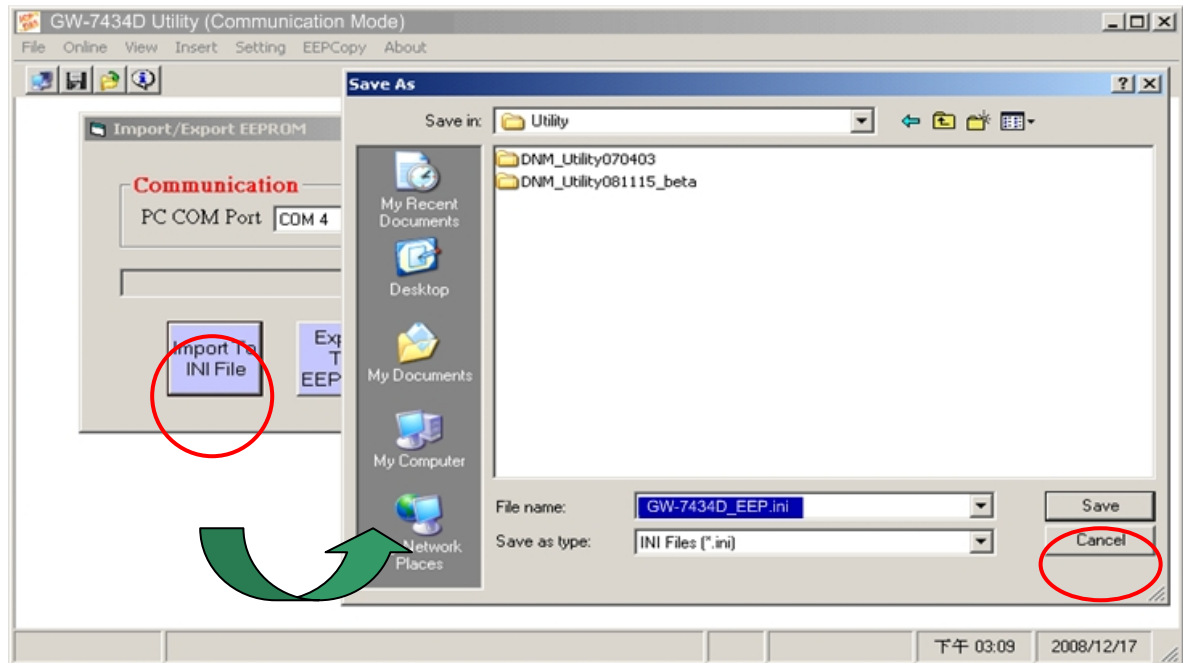 GW-7434D Utility (Communication Mode)
File Online View Insert Setting EEPCopy About
Import/Export EEPROM
Communication
PC COM Port COM 4
Import To
INI File
Save As
Save in: Utility
DNM_Utility070403
DNM_Utility081115_beta
My Recent
Documents
Desktop
My Documents
My Computer
Network
Places
File name: GW-7434D_EEP.ini Save
Save as type: INI Files (*.ini) Cancel
下午 03:09 2008/12/17